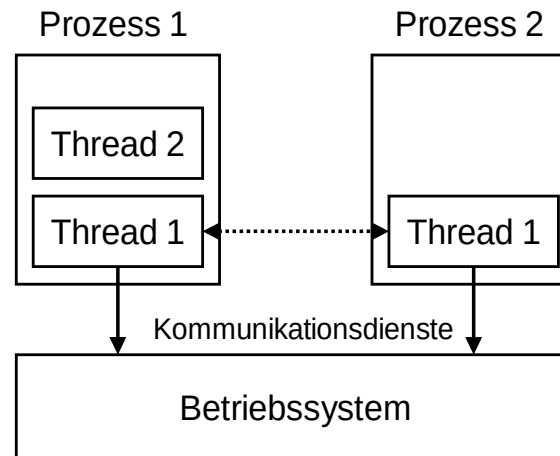 Prozess 1
Prozess 2
Thread 2
Thread 1
Thread 1
Kommunikationsdienste
Betriebssystem